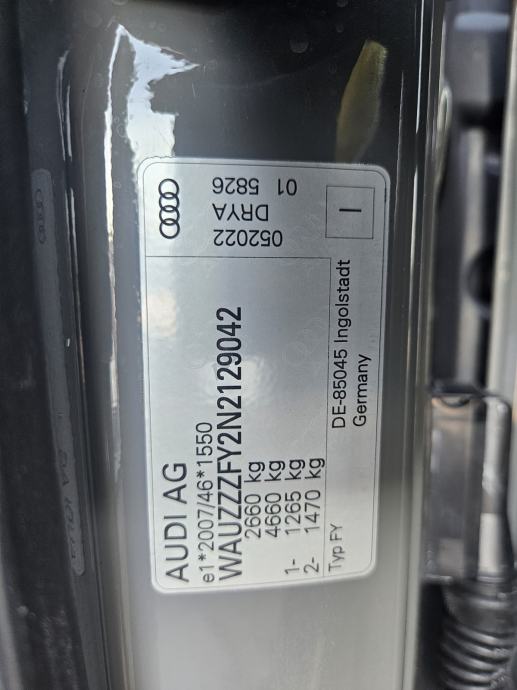 AUDI AG
e1*2007/46*1550
WAUZZZFY2N2129042
2660 kg
4660 kg
1- 1265 kg
2- 1470 kg
Typ FY
DE-85045 Ingolstadt
Germany
052022
DRYA
01 5826
I